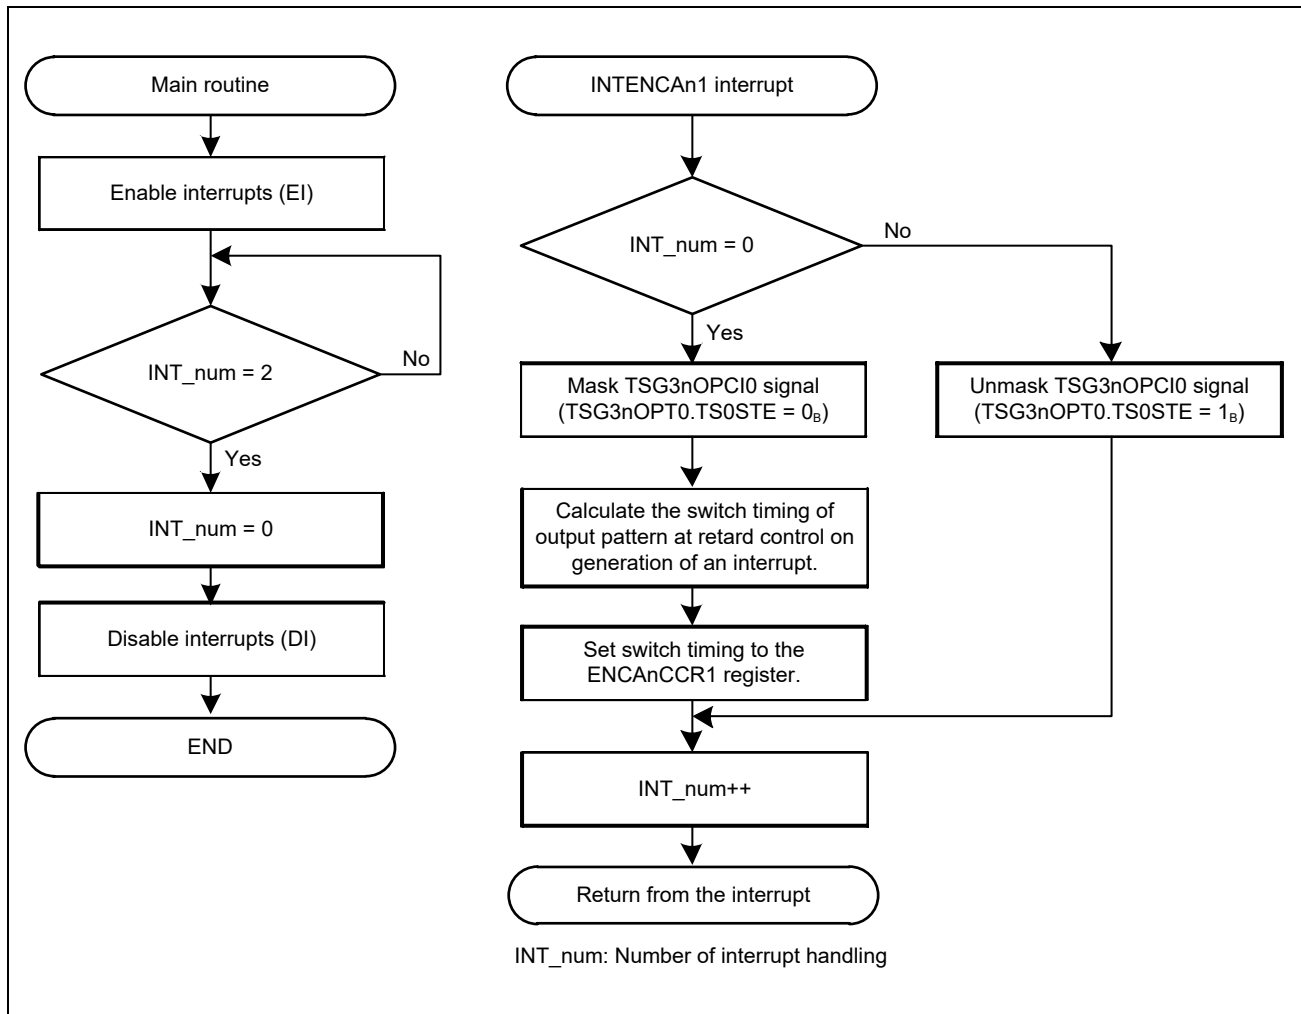 Main routine
Enable interrupts (EI)
INT_num = 2
No
Yes
INT_num = 0
Disable interrupts (DI)
END
INTENCAn1 interrupt
INT_num = 0
No
Yes
Mask TSG3nOPCI0 signal
(TSG3nOPT0.TS0STE = 0B)
Unmask TSG3nOPCI0 signal
(TSG3nOPT0.TS0STE = 1B)
Calculate the switch timing of
output pattern at retard control on
generation of an interrupt.
Set switch timing to the
ENCAnCCR1 register.
INT_num++
Return from the interrupt
INT_num: Number of interrupt handling